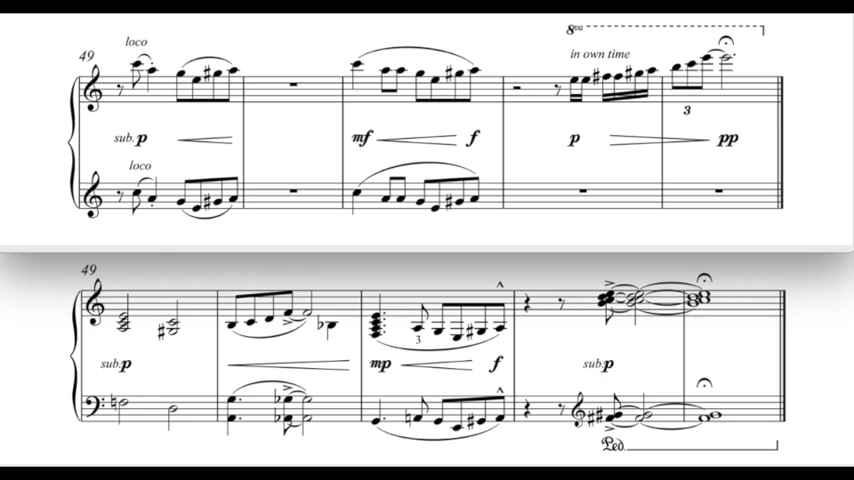 8va
loco
49
in own time
3
sub. p
mf
f
p
pp
loco
49
3
sub. p
mp
f
sub. p
Ped.